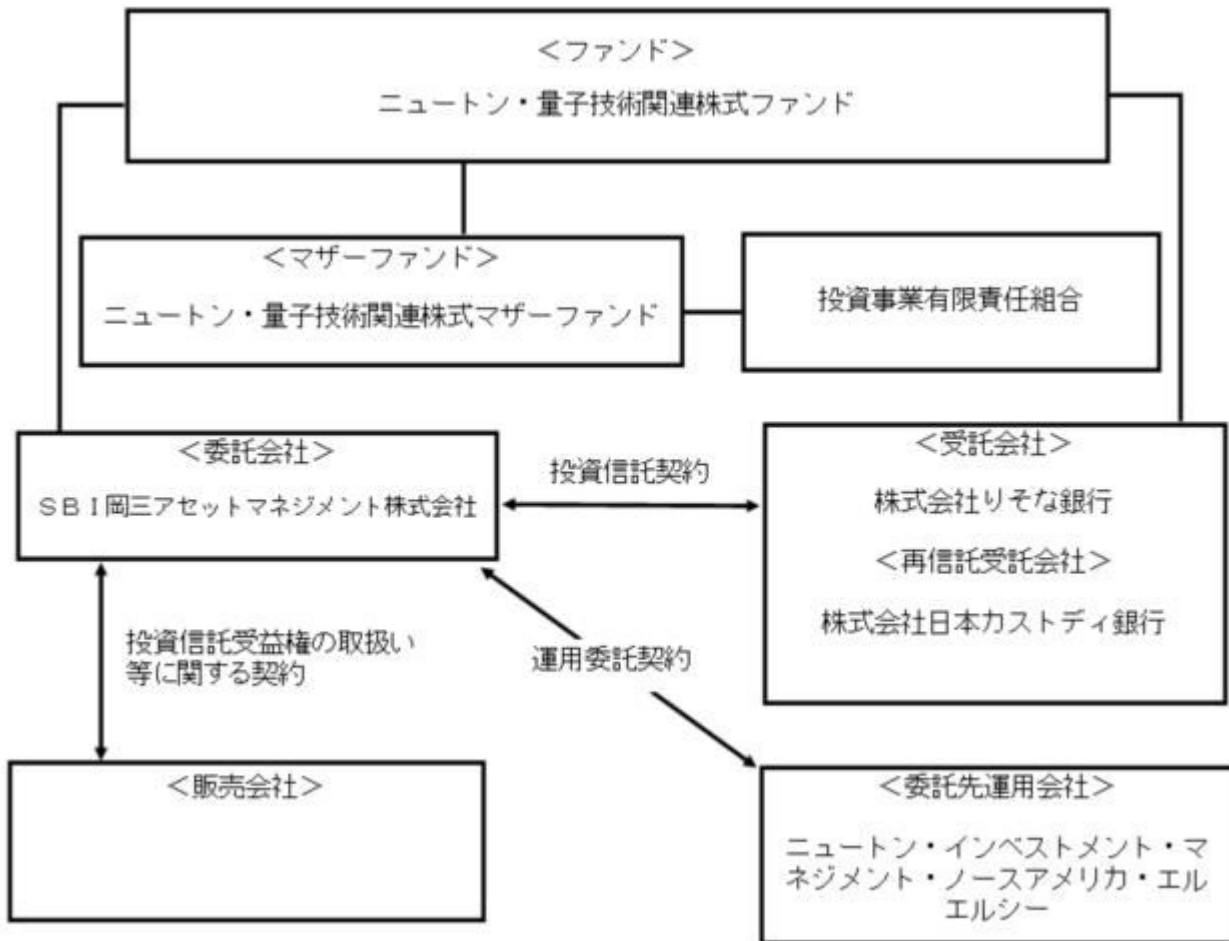 ＜ファンド＞
ニュートン・量子技術関連株式ファンド
＜マザーファンド＞
ニュートン・量子技術関連株式マザーファンド
投資事業有限責任組合
＜委託会社＞
ＳＢＩ岡三アセットマネジメント株式会社
投資信託契約
＜受託会社＞
株式会社りそな銀行
＜再信託受託会社＞
株式会社日本カストディ銀行
投資信託受益権の取扱い
等に関する契約
運用委託契約
＜販売会社＞
＜委託先運用会社＞
ニュートン・インベストメント・マ
ネジメント・ノースアメリカ・エル
エルシー